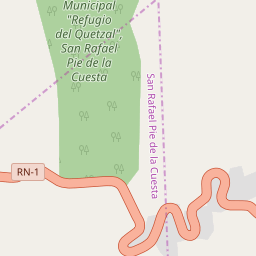 Municipal
"Refugio
del Quetzal",
San Rafael
Pie de la
Cuesta
San Rafael Pie de la Cuesta
RN-1